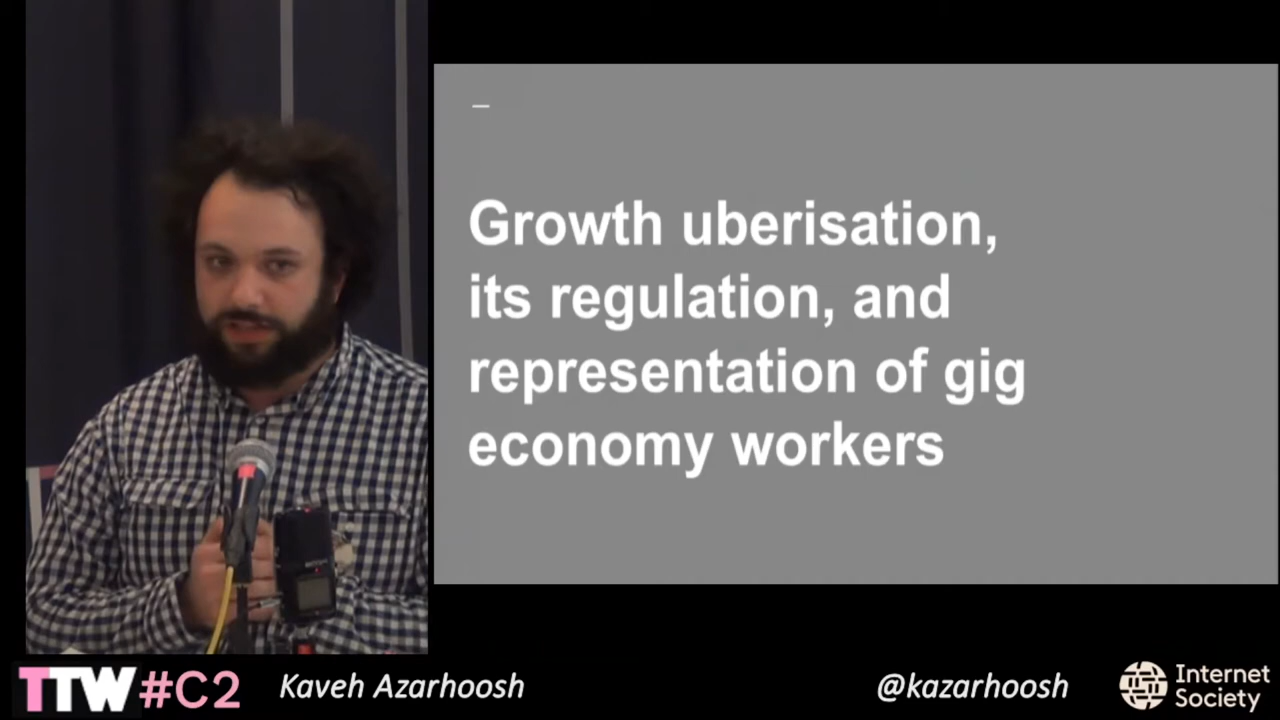 Growth uberisation,
its regulation, and
representation of gig
economy workers
TTW#C2
Kaveh Azarhoosh
@kazarhoosh
Internet
Society